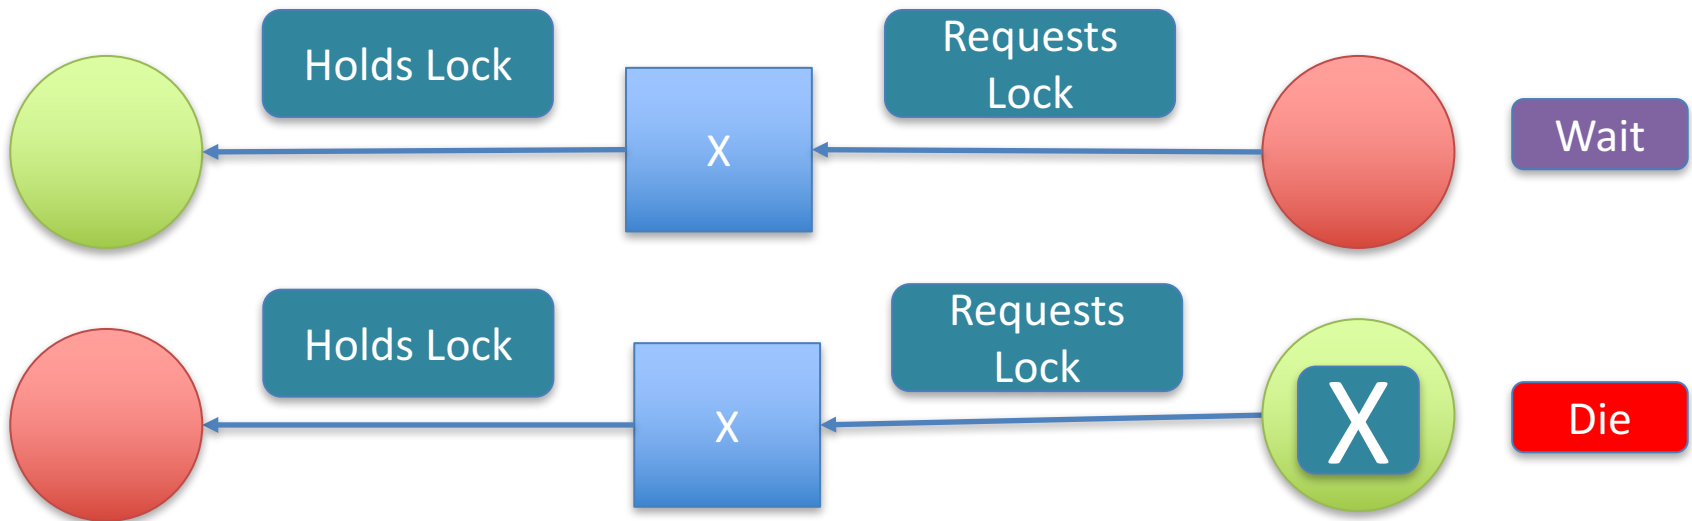 Holds Lock
X
Requests
Lock
Wait
Holds Lock
X
Requests
Lock
X
Die